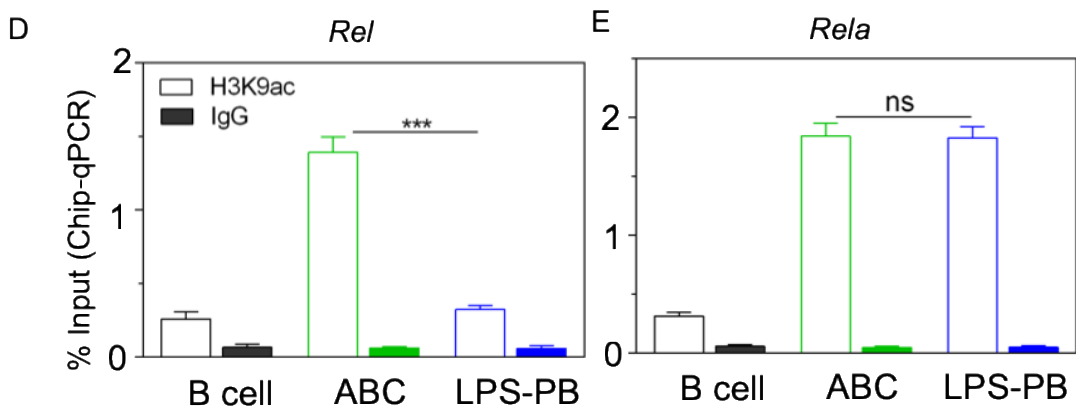 D
Rel
% Input (Chip-qPCR)
2
1
0
H3K9ac
IgG
***
B cell
ABC
LPS-PB
E
Rela
2
1
0
ns
B cell
ABC
LPS-PB